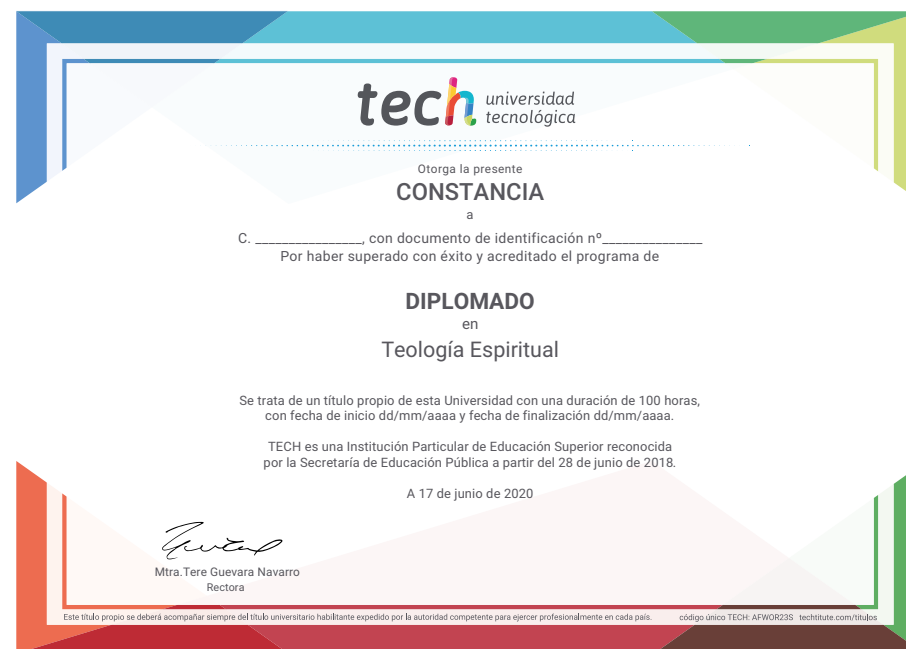 tech universidad
tecnológica
Otorga la presente
CONSTANCIA
a
C. ________________, con documento de identificación nº_______________
Por haber superado con éxito y acreditado el programa de
DIPLOMADO
en
Teología Espiritual
Se trata de un título propio de esta Universidad con una duración de 100 horas,
con fecha de inicio dd/mm/aaaa y fecha de finalización dd/mm/aaaa.
TECH es una Institución Particular de Educación Superior reconocida
por la Secretaría de Educación Pública a partir del 28 de junio de 2018.
A 17 de junio de 2020
Mtra.Tere Guevara Navarro
Rectora
Este título propio se deberá acompañar siempre del título universitario habilitante expedido por la autoridad competente para ejercer profesionalmente en cada país. código único TECH: AFWOR23S techtitute.com/titulos